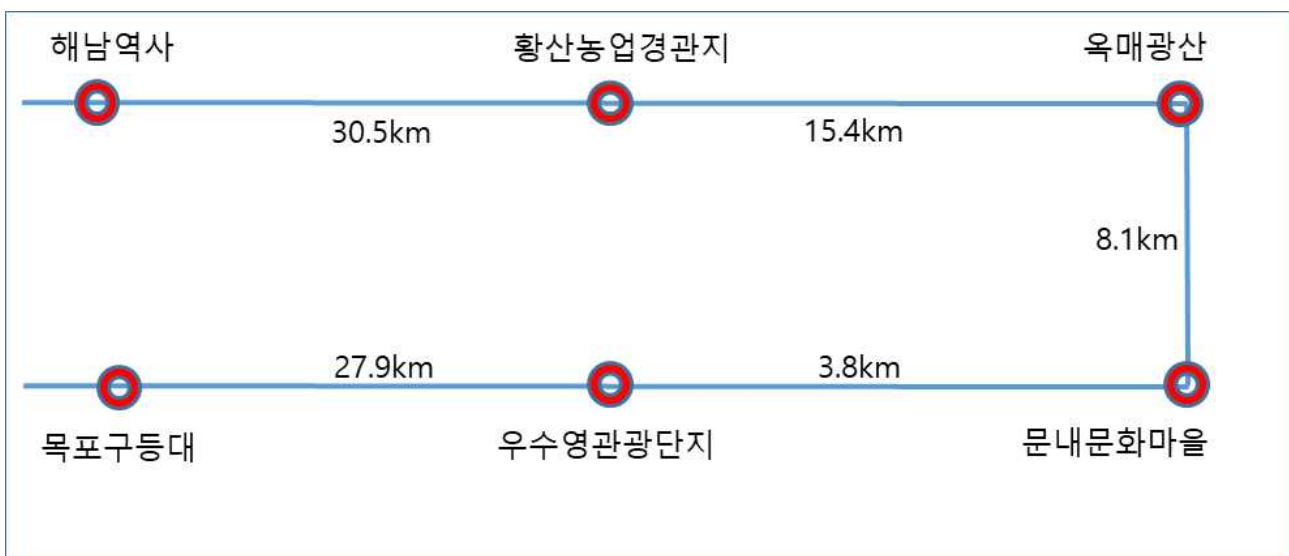 해남역사 황산농업경관지 옥매광산
30.5km 15.4km
8.1km
27.9km 3.8km
목포구등대 우수영관광단지 문내문화마을